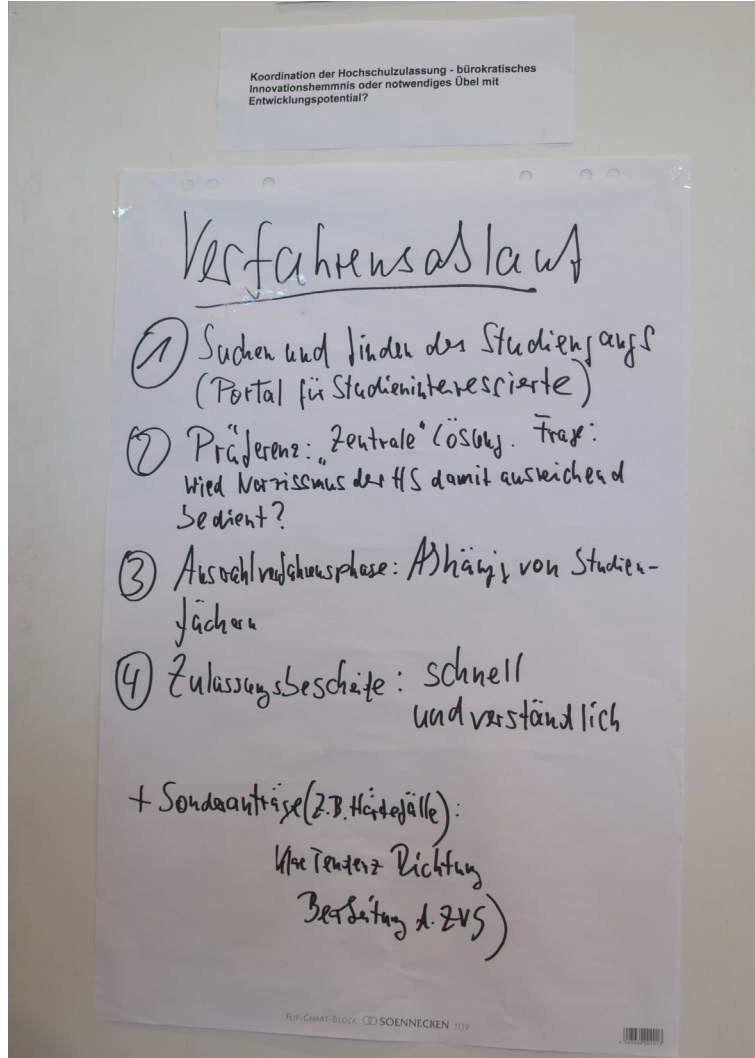 Koordination der Hochschulzulassung - bürokratisches
Innovationshemmnis oder notwendiges Übel mit
Entwicklungspotential?
Verfahrensablauf
1 Suchen und finden des Studiengangs
(Portal für Studieninteressierte)
2 Präferenz: „Zentrale" Lösung. Frage:
Wird Narzissmus der HS damit ausreichend
bedient?
3 Auswahlverfahrensphase: Abhängig von Studien-
fächern
4 Zulassungsbescheide: schnell
und verständlich
+ Sonderanträge (z.B. Härtefälle):
Klare Tendenz Richtung
Bearbeitung d. ZVS)
FLIP-CHART-BLOCK SOENNECKEN 1139